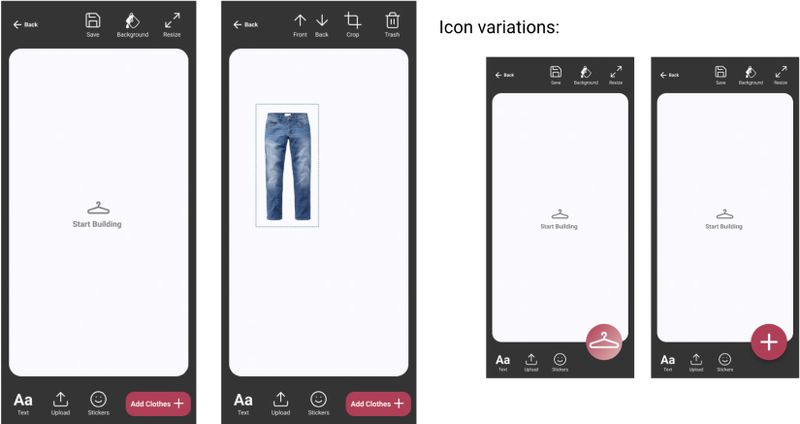 Back
Save
Background
Resize
Start Building
Aa
Text
Upload
Stickers
Add Clothes
Back
Front
Back
Crop
Trash
Aa
Text
Upload
Stickers
Add Clothes
Icon variations:
Back
Save
Background
Resize
Start Building
Aa
Text
Upload
Stickers
Back
Save
Background
Resize
Start Building
Aa
Text
Upload
Stickers